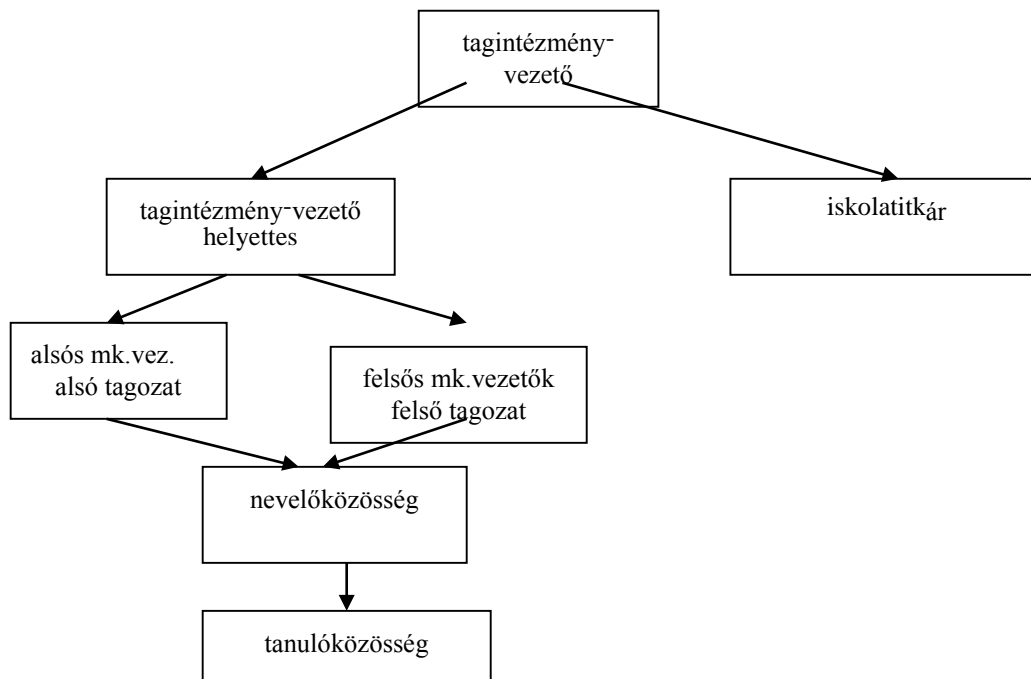 tagintézmény-
vezető
tagintézmény-vezető
helyettes
iskolatitkár
alsós mk.vez.
alsó tagozat
felsős mk.vezetők
felső tagozat
nevelőközösség
tanulóközösség